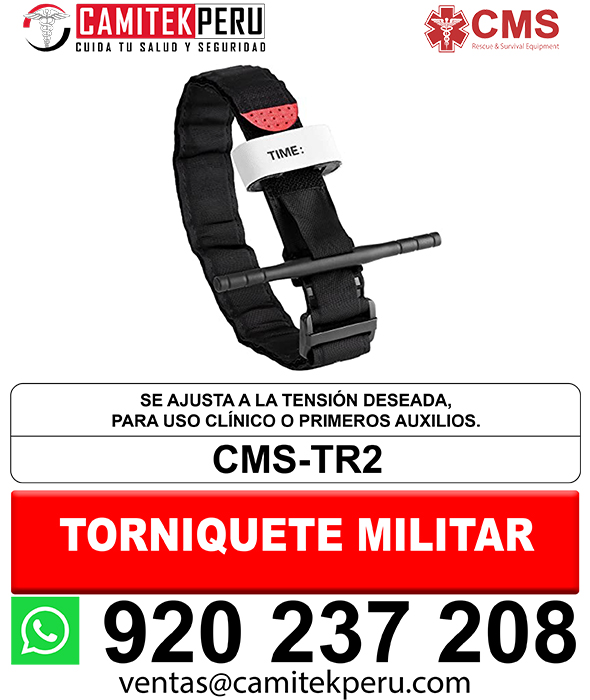 CAMITEKPERU
CUIDA TU SALUD Y SEGURIDAD
CMS
Rescue & Survival Equipment
TIME:
SE AJUSTA A LA TENSIÓN DESEADA,
PARA USO CLÍNICO O PRIMEROS AUXILIOS.
CMS-TR2
TORNIQUETE MILITAR
920 237 208
ventas@camitekperu.com